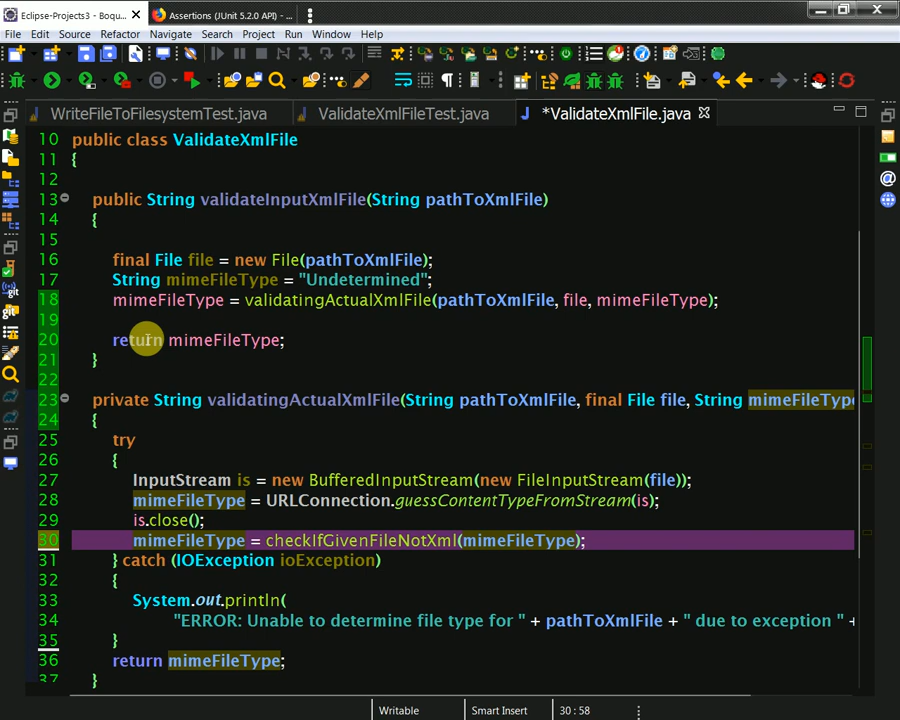 Eclipse-Projects3 - Boqu...
Assertions (JUnit 5.2.0 API) - ...
File Edit Source Refactor Navigate Search Project Run Window Help
WriteFileToFilesystemTest.java
ValidateXmlFileTest.java
*ValidateXmlFile.java
10 public class ValidateXmlFile
11 {
12
13 public String validateInputXmlFile(String pathToXmlFile)
14 {
15
16 final File file = new File(pathToXmlFile);
17 String mimeFileType = "Undetermined";
18 mimeFileType = validatingActualXmlFile(pathToXmlFile, file, mimeFileType);
19
20 return mimeFileType;
21 }
22
23 private String validatingActualXmlFile(String pathToXmlFile, final File file, String mimeFileType
24 {
25 try
26 {
27 InputStream is = new BufferedInputStream(new FileInputStream(file));
28 mimeFileType = URLConnection.guessContentTypeFromStream(is);
29 is.close();
30 mimeFileType = checkIfGivenFileNotXml(mimeFileType);
31 } catch (IOException ioException)
32 {
33 System.out.println(
34 "ERROR: Unable to determine file type for " + pathToXmlFile + " due to exception " +
35 }
36 return mimeFileType;
37 }
Writable
Smart Insert
30 : 58